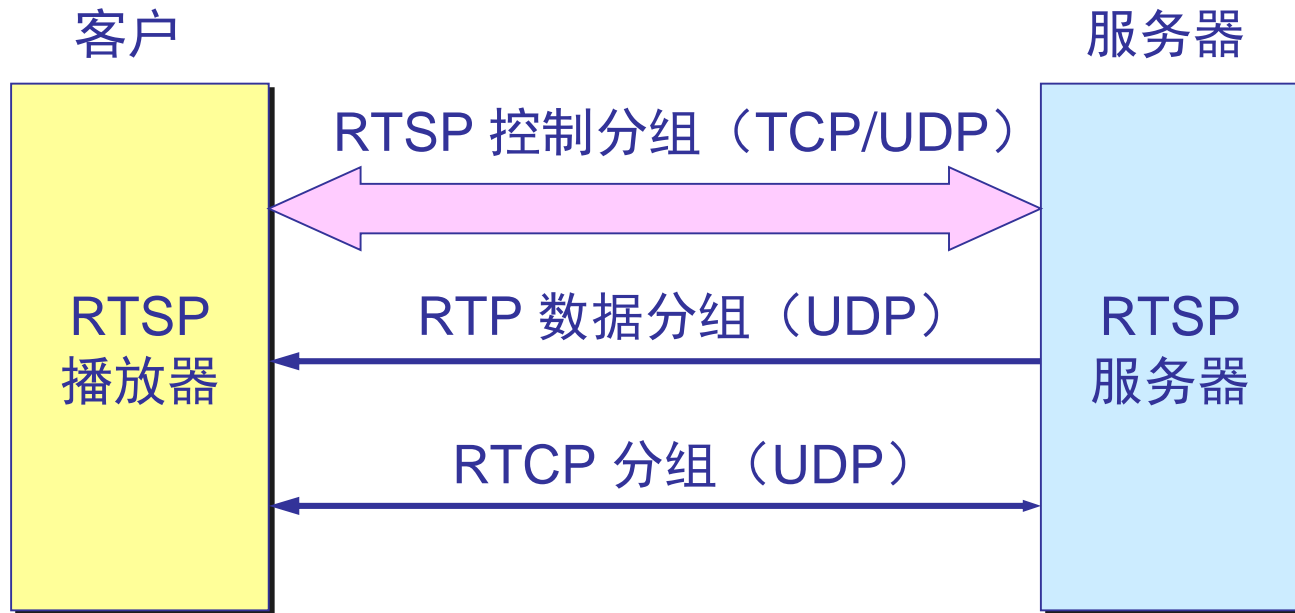 客户
服务器
RTSP 控制分组（TCP/UDP）
RTP 数据分组（UDP）
RTCP 分组（UDP）
RTSP
播放器
RTSP
服务器